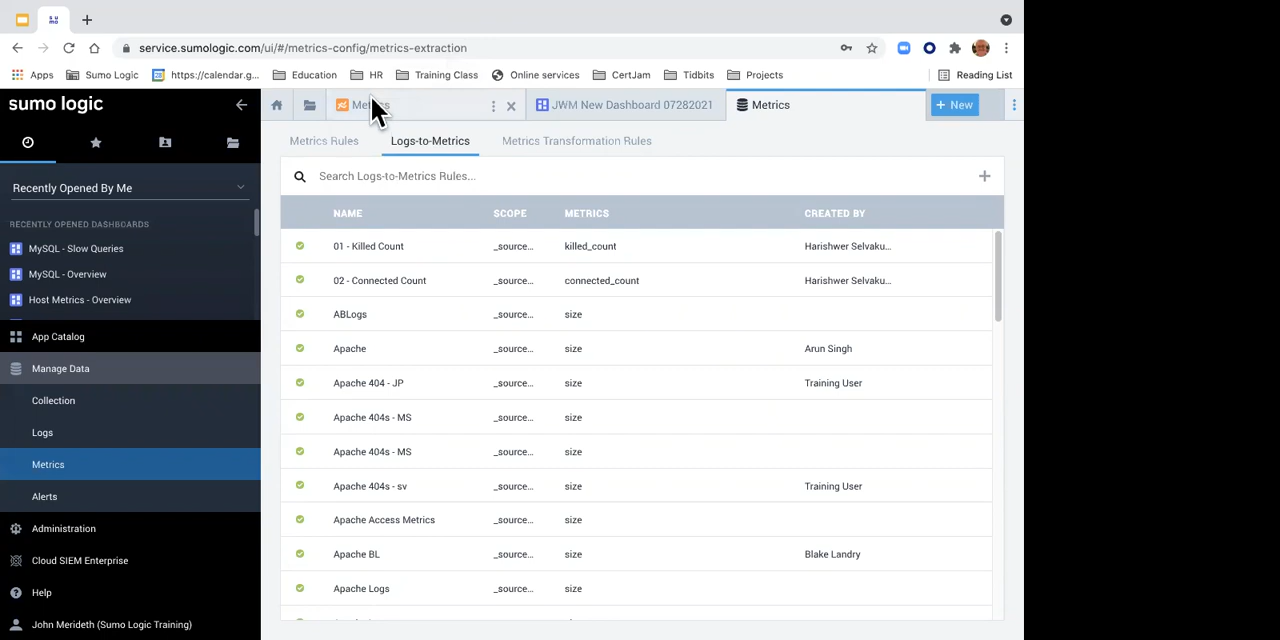 service.sumologic.com/ui/#/metrics-config/metrics-extraction
Apps
Sumo Logic
https://calendar.g...
Education
HR
Training Class
Online services
CertJam
Tidbits
Projects
Reading List
sumo logic
JWM New Dashboard 07282021
Metrics
+ New
Metrics Rules
Logs-to-Metrics
Metrics Transformation Rules
Recently Opened By Me
Search Logs-to-Metrics Rules...
RECENTLY OPENED DASHBOARDS
MySQL - Slow Queries
MySQL - Overview
Host Metrics - Overview
App Catalog
Manage Data
Collection
Logs
Metrics
Alerts
Administration
Cloud SIEM Enterprise
Help
John Merideth (Sumo Logic Training)
NAME SCOPE METRICS CREATED BY
01 - Killed Count _source... killed_count Harishwer Selvaku...
02 - Connected Count _source... connected_count Harishwer Selvaku...
ABLogs _source... size
Apache _source... size Arun Singh
Apache 404 - JP _source... size Training User
Apache 404s - MS _source... size
Apache 404s - MS _source... size
Apache 404s - sv _source... size Training User
Apache Access Metrics _source... size
Apache BL _source... size Blake Landry
Apache Logs _source... size